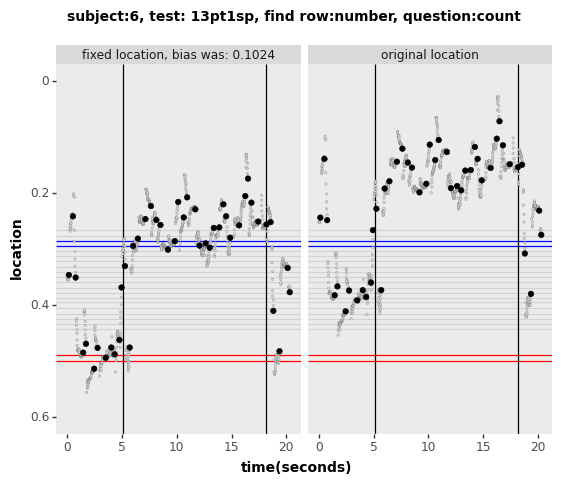 subject:6, test: 13pt1sp, find row:number, question:count
fixed location, bias was: 0.1024
original location
0
0.2
0.4
0.6
location
0
5
10
15
20
0
5
10
15
20
time(seconds)